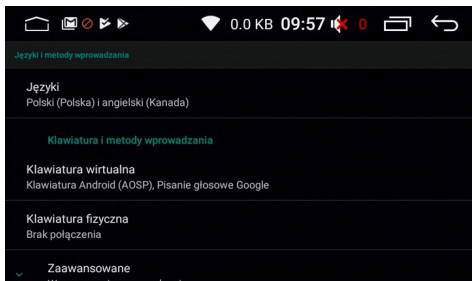 0.0 KB 09:57 0
Języki i metody wprowadzania
Języki
Polski (Polska) i angielski (Kanada)
Klawiatura i metody wprowadzania
Klawiatura wirtualna
Klawiatura Android (AOSP), Pisanie głosowe Google
Klawiatura fizyczna
Brak połączenia
Zaawansowane